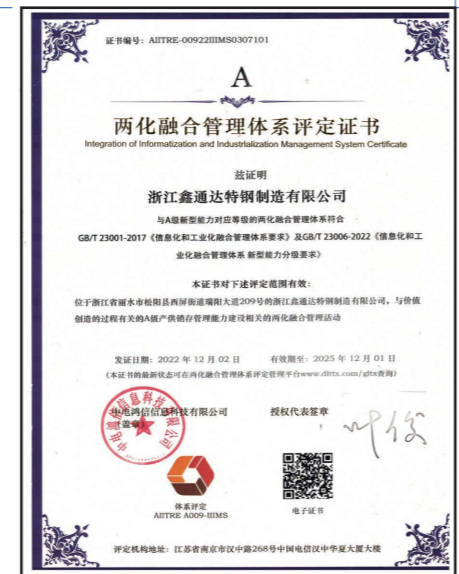 证书编号：AIITRE-00922IIIMS0307101
A
两化融合管理体系评定证书
Integration of Informatization and Industrialization Management System Certificate
兹证明
浙江鑫通达特钢制造有限公司
与A级新型能力对应等级的两化融合管理体系符合
GB/T 23001-2017《信息化和工业化融合管理体系要求》及GB/T 23006-2022《信息化和工
业化融合管理体系 新型能力分级要求》
本证书对下述评定范围有效：
位于浙江省丽水市松阳县西屏街道瑞阳大道209号的浙江鑫通达特钢制造有限公司，与价值
创造的过程有关的A级产供销存管理能力建设相关的两化融合管理活动
发证日期：2022 年 12 月 02 日 有效期至：2025 年 12 月 01 日
（本证书的最新状态可在两化融合管理体系评定管理平台www.dlttx.com/gltx查询）
中电鸿信信息科技有限公司 授权代表签章
（盖章）
中电鸿信信息科技有限公司
叶俊
体系评定
AIITRE A009-IIIMS
电子证书
评定机构地址：江苏省南京市汉中路268号中国电信汉中华夏大厦大楼